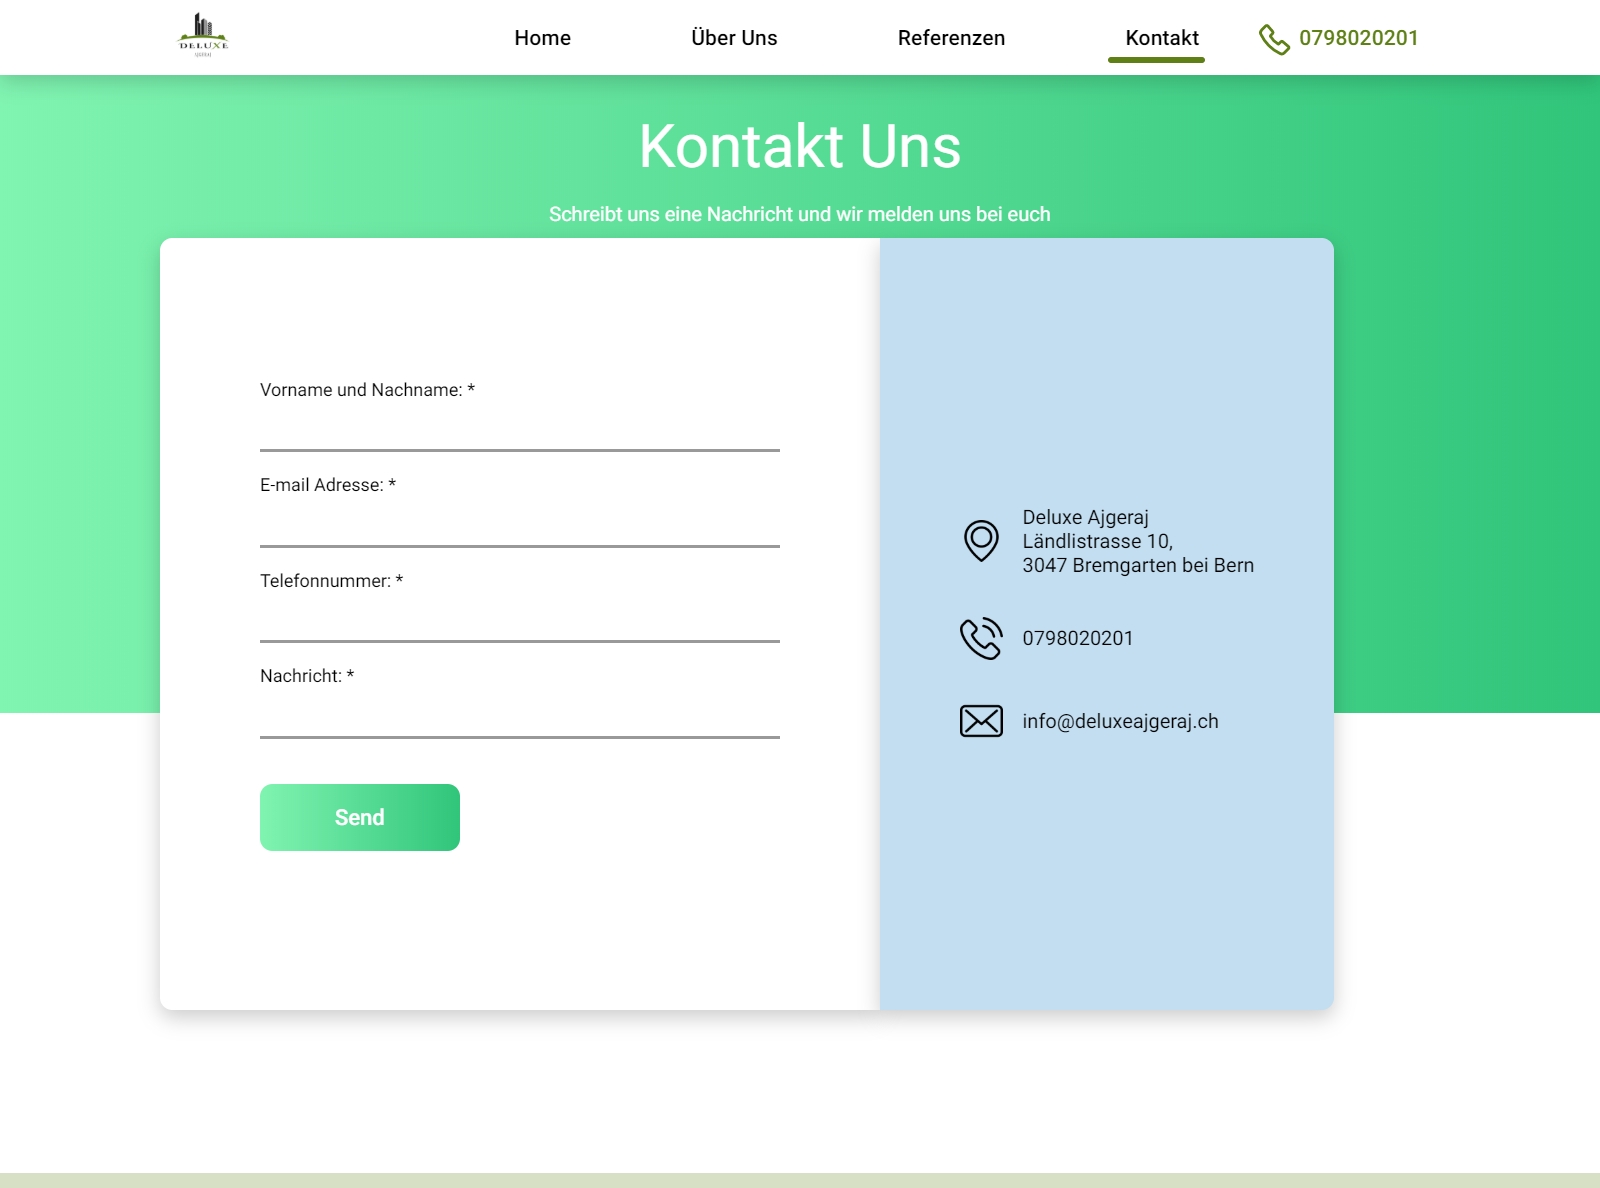 DELUXE
Home
Über Uns
Referenzen
Kontakt
0798020201
Kontakt Uns
Schreibt uns eine Nachricht und wir melden uns bei euch
Vorname und Nachname: *
E-mail Adresse: *
Telefonnummer: *
Nachricht: *
Send
Deluxe Ajgeraj
Ländlistrasse 10,
3047 Bremgarten bei Bern
0798020201
info@deluxeajgeraj.ch